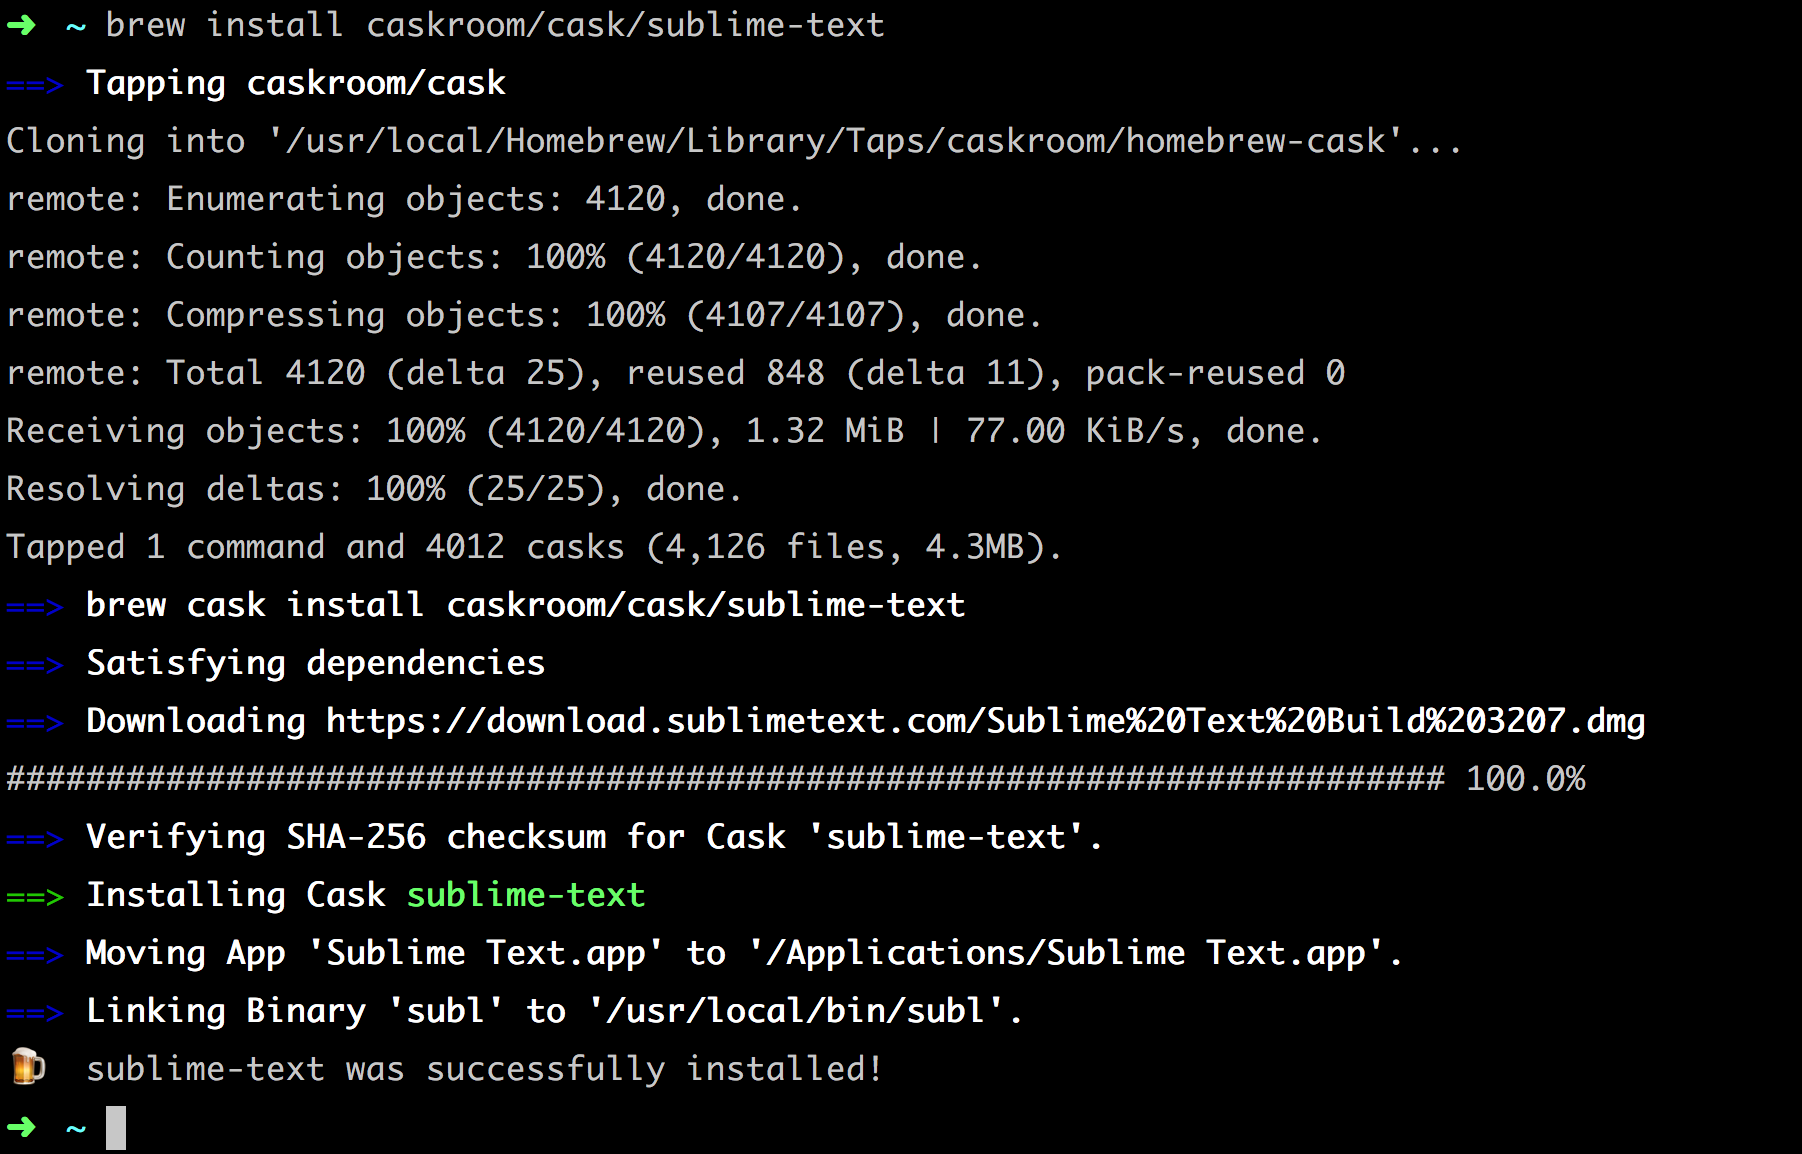 ➜ ~ brew install caskroom/cask/sublime-text
==> Tapping caskroom/cask
Cloning into '/usr/local/Homebrew/Library/Taps/caskroom/homebrew-cask'...
remote: Enumerating objects: 4120, done.
remote: Counting objects: 100% (4120/4120), done.
remote: Compressing objects: 100% (4107/4107), done.
remote: Total 4120 (delta 25), reused 848 (delta 11), pack-reused 0
Receiving objects: 100% (4120/4120), 1.32 MiB | 77.00 KiB/s, done.
Resolving deltas: 100% (25/25), done.
Tapped 1 command and 4012 casks (4,126 files, 4.3MB).
==> brew cask install caskroom/cask/sublime-text
==> Satisfying dependencies
==> Downloading https://download.sublimetext.com/Sublime%20Text%20Build%203207.dmg
######################################################################## 100.0%
==> Verifying SHA-256 checksum for Cask 'sublime-text'.
==> Installing Cask sublime-text
==> Moving App 'Sublime Text.app' to '/Applications/Sublime Text.app'.
==> Linking Binary 'subl' to '/usr/local/bin/subl'.
🍺 sublime-text was successfully installed!
➜ ~